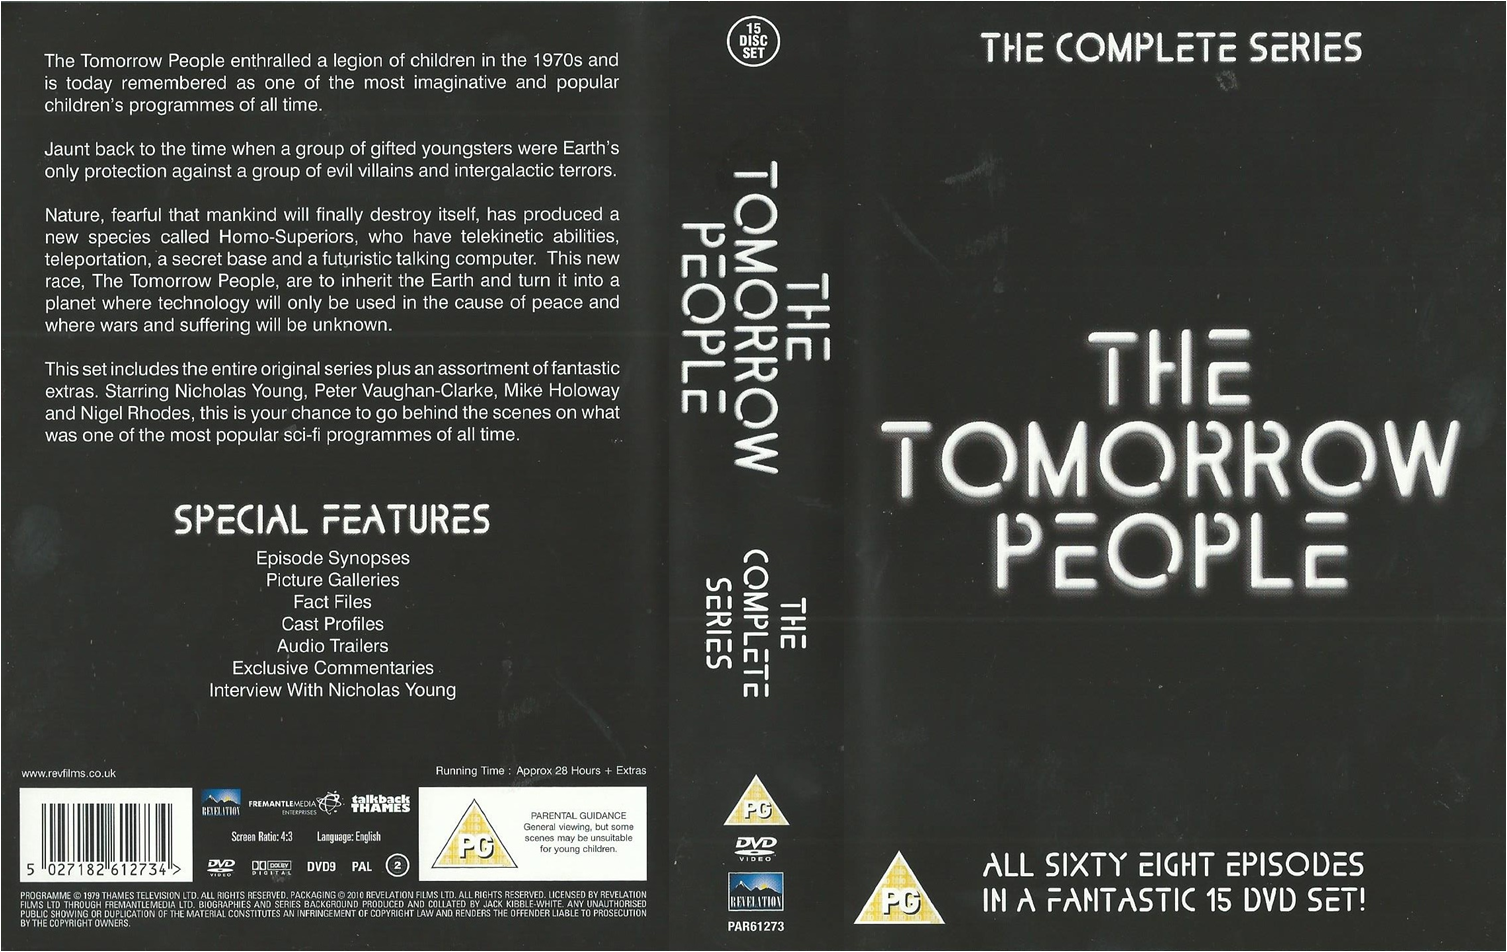 The Tomorrow People enthralled a legion of children in the 1970s and
is today remembered as one of the most imaginative and popular
children's programmes of all time.
Jaunt back to the time when a group of gifted youngsters were Earth's
only protection against a group of evil villains and intergalactic terrors.
Nature, fearful that mankind will finally destroy itself, has produced a
new species called Homo-Superiors, who have telekinetic abilities,
teleportation, a secret base and a futuristic talking computer. This new
race, The Tomorrow People, are to inherit the Earth and turn it into a
planet where technology will only be used in the cause of peace and
where wars and suffering will be unknown.
This set includes the entire original series plus an assortment of fantastic
extras. Starring Nicholas Young, Peter Vaughan-Clarke, Mike Holoway
and Nigel Rhodes, this is your chance to go behind the scenes on what
was one of the most popular sci-fi programmes of all time.
SPECIAL FEATURES
Episode Synopses
Picture Galleries
Fact Files
Cast Profiles
Audio Trailers
Exclusive Commentaries
Interview With Nicholas Young
www.revfilms.co.uk
Running Time : Approx 28 Hours + Extras
5 027182 612734 >
REVELATION
FREMANTLEMEDIA
ENTERPRISES
talkback
THAMES
Screen Ratio: 4:3 Language: English
DVD
VIDEO
DOLBY
DIGITAL
DVD9 PAL 2
PG
PARENTAL GUIDANCE
General viewing, but some
scenes may be unsuitable
for young children.
PROGRAMME © 1979 THAMES TELEVISION LTD. ALL RIGHTS RESERVED. PACKAGING © 2010 REVELATION FILMS LTD. ALL RIGHTS RESERVED. LICENSED BY REVELATION
FILMS LTD THROUGH FREMANTLEMEDIA LTD. BIOGRAPHIES AND SERIES BACKGROUND PRODUCED AND COLLATED BY JACK KIBBLE-WHITE. ANY UNAUTHORISED
PUBLIC SHOWING OR DUPLICATION OF THE MATERIAL CONSTITUTES AN INFRINGEMENT OF COPYRIGHT LAW AND RENDERS THE OFFENDER LIABLE TO PROSECUTION
BY THE COPYRIGHT OWNERS.
15
DISC
SET
THE
TOMORROW
PEOPLE
THE
COMPLETE
SERIES
PG
DVD
VIDEO
REVELATION
PAR61273
THE COMPLETE SERIES
THE
TOMORROW
PEOPLE
PG
ALL SIXTY EIGHT EPISODES
IN A FANTASTIC 15 DVD SET!